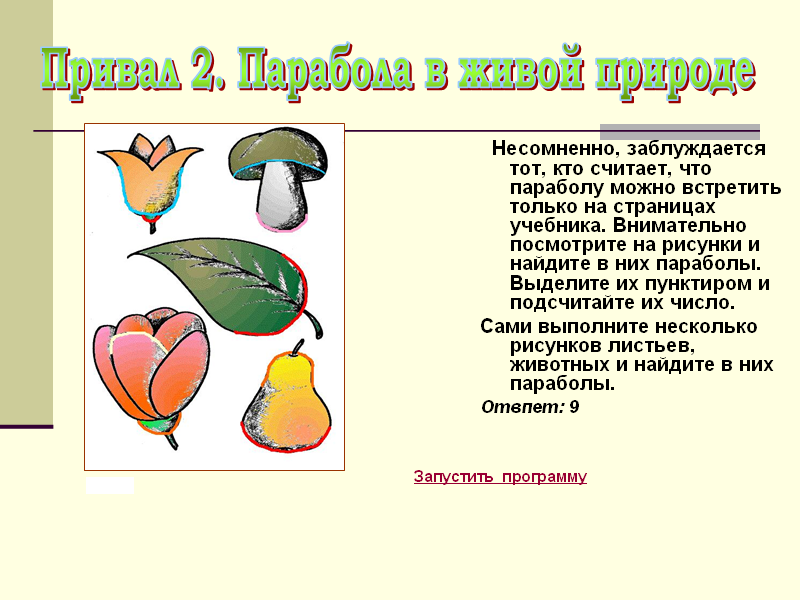 Привал 2. Парабола в живой природе
Несомненно, заблуждается
тот, кто считает, что
параболу можно встретить
только на страницах
учебника. Внимательно
посмотрите на рисунки и
найдите в них параболы.
Выделите их пунктиром и
подсчитайте их число.
Сами выполните несколько
рисунков листьев,
животных и найдите в них
параболы.
Отвпет: 9
Запустить программу